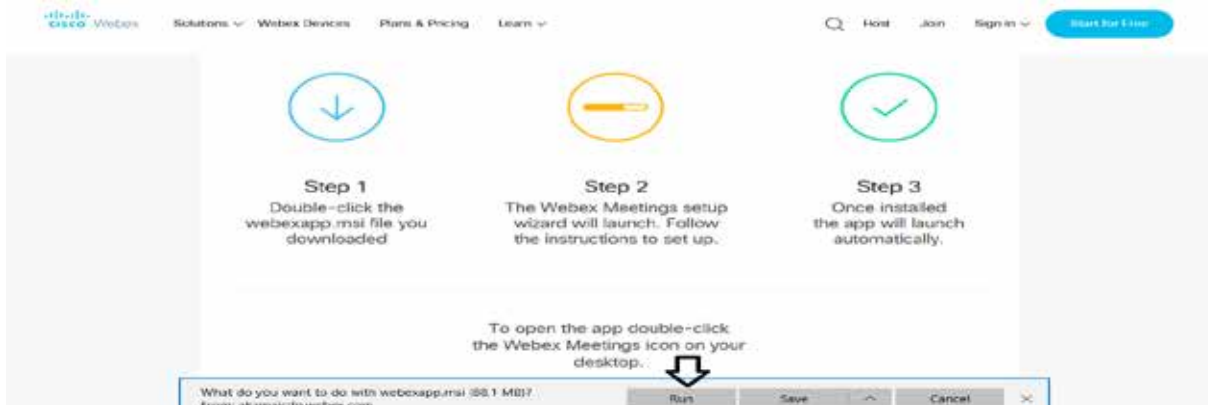 CISCO Webex Solutions Webex Devices Plans & Pricing Learn Host Join Sign in Start for Free
Step 1
Double-click the
webexapp.msi file you
downloaded
Step 2
The Webex Meetings setup
wizard will launch. Follow
the instructions to set up.
Step 3
Once installed
the app will launch
automatically.
To open the app double-click
the Webex Meetings icon on your
desktop.
What do you want to do with webexapp.msi (88.1 MB)?
Run Save Cancel